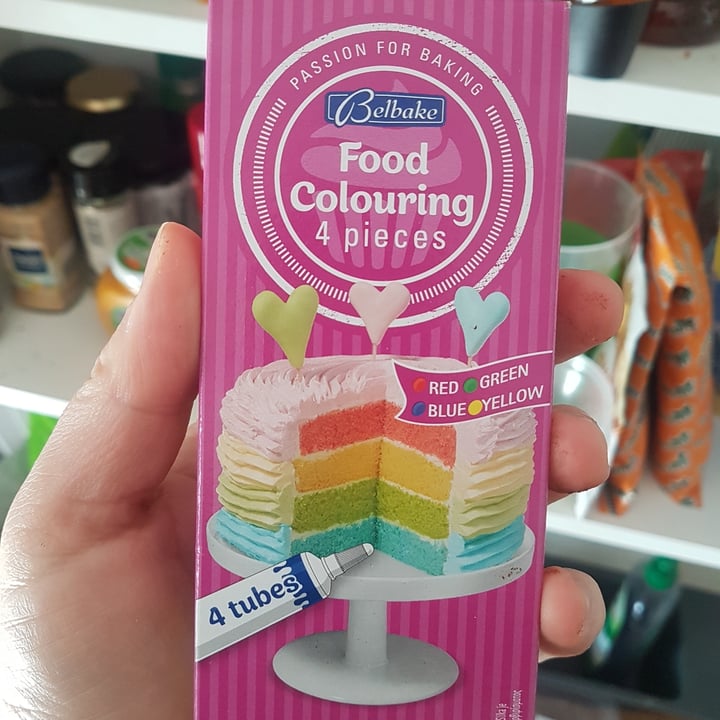 PASSION FOR BAKING
Belbake
Food
Colouring
4 pieces
RED GREEN
BLUE YELLOW
4 tubes